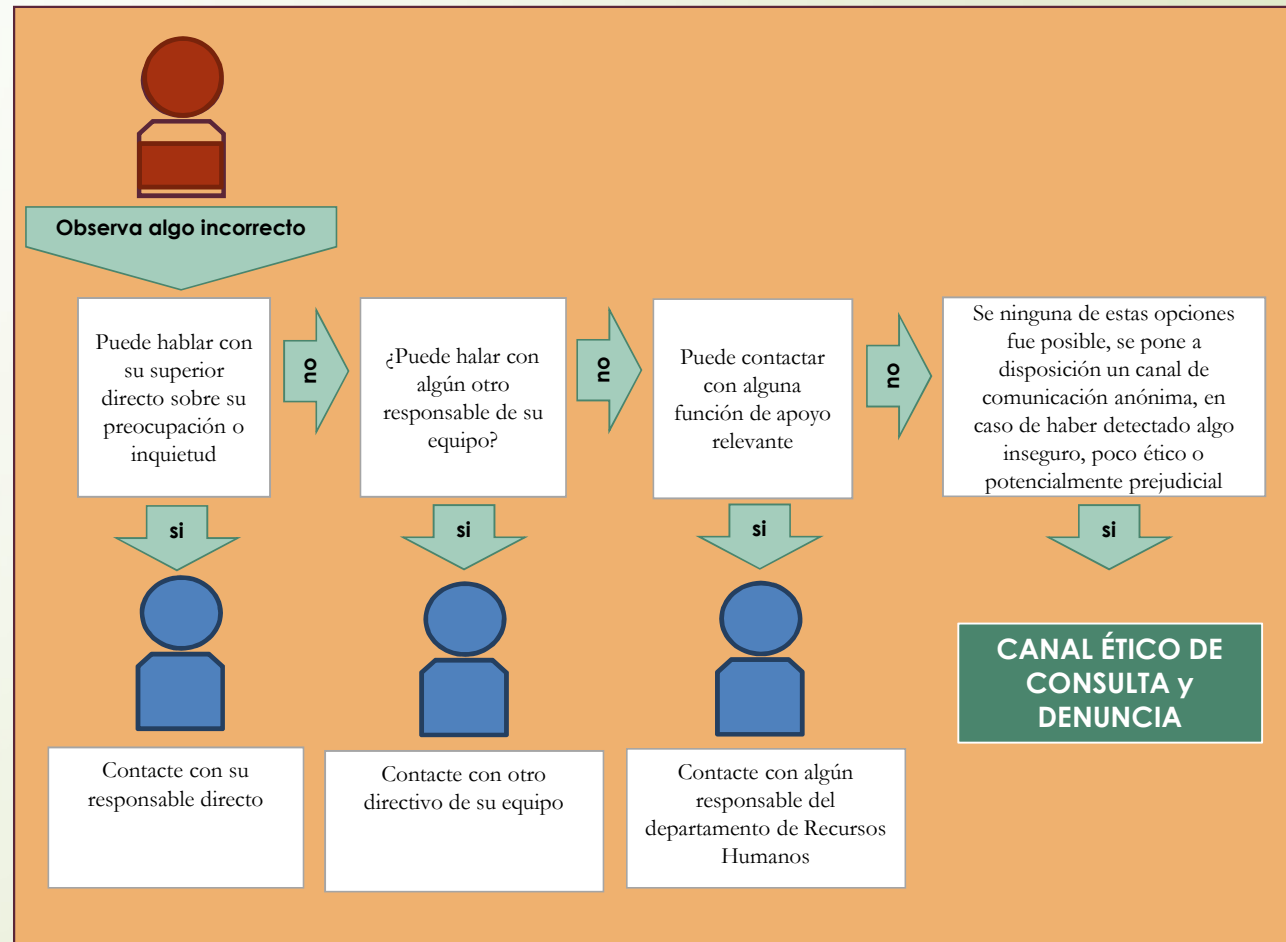 Observa algo incorrecto
Puede hablar con
su superior
directo sobre su
preocupación o
inquietud
no
¿Puede halar con
algún otro
responsable de su
equipo?
no
Puede contactar
con alguna
función de apoyo
relevante
no
Se ninguna de estas opciones
fue posible, se pone a
disposición un canal de
comunicación anónima, en
caso de haber detectado algo
inseguro, poco ético o
potencialmente prejudicial
si
si
si
si
CANAL ÉTICO DE
CONSULTA y
DENUNCIA
Contacte con su
responsable directo
Contacte con otro
directivo de su equipo
Contacte con algún
responsable del
departamento de Recursos
Humanos